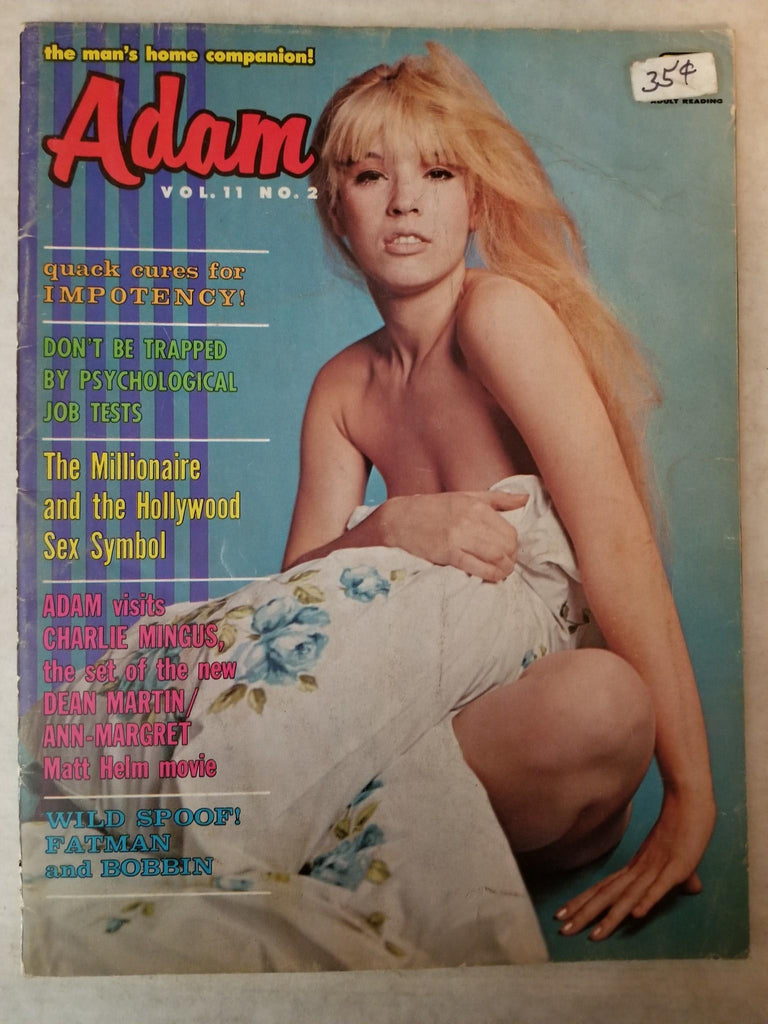 the man's home companion!
Adam
VOL. 11 NO. 2
35¢
ADULT READING
quack cures for
IMPOTENCY!
DON'T BE TRAPPED
BY PSYCHOLOGICAL
JOB TESTS
The Millionaire
and the Hollywood
Sex Symbol
ADAM visits
CHARLIE MINGUS,
the set of the new
DEAN MARTIN/
ANN-MARGRET
Matt Helm movie
WILD SPOOF!
FATMAN
and BOBBIN